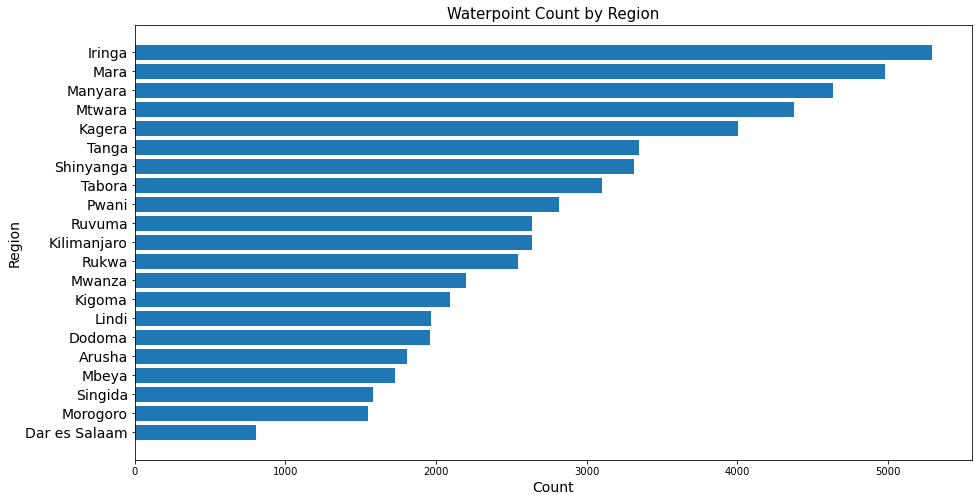 Waterpoint Count by Region
Region
Iringa
Mara
Manyara
Mtwara
Kagera
Tanga
Shinyanga
Tabora
Pwani
Ruvuma
Kilimanjaro
Rukwa
Mwanza
Kigoma
Lindi
Dodoma
Arusha
Mbeya
Singida
Morogoro
Dar es Salaam
0 1000 2000 3000 4000 5000
Count